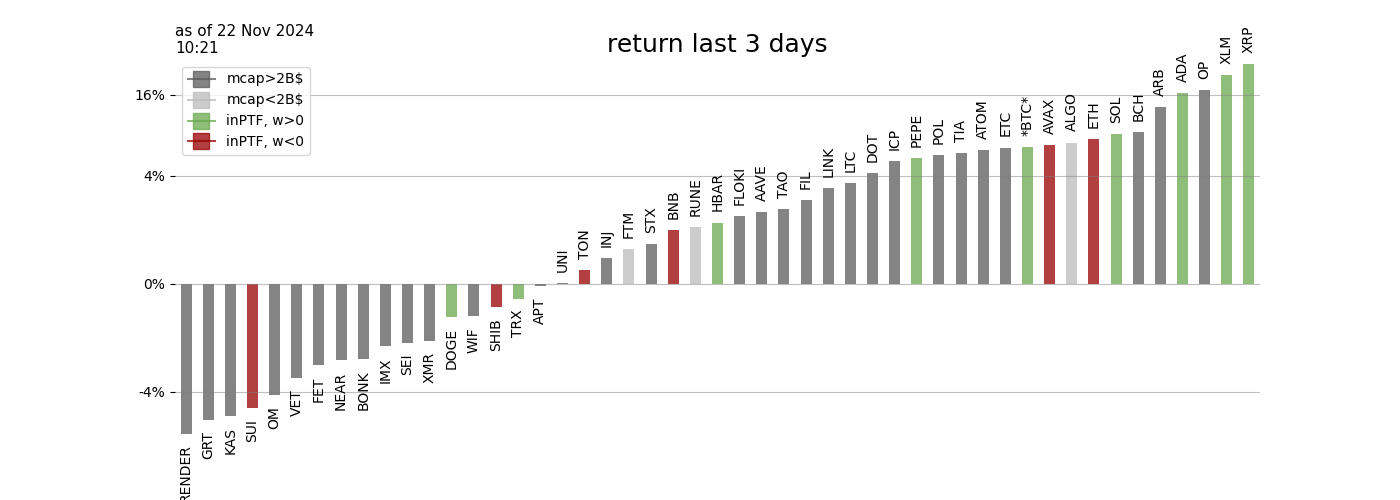 as of 22 Nov 2024
10:21
return last 3 days
mcap>2B$
mcap<2B$
inPTF, w>0
inPTF, w<0
16%
4%
0%
-4%
RENDER
GRT
KAS
SUI
OM
VET
FET
NEAR
BONK
IMX
SEI
XMR
DOGE
WIF
SHIB
TRX
APT
UNI
TON
INJ
FTM
STX
BNB
RUNE
HBAR
FLOKI
AAVE
TAO
FIL
LINK
LTC
DOT
ICP
PEPE
POL
TIA
ATOM
ETC
*BTC*
AVAX
ALGO
ETH
SOL
BCH
ARB
ADA
OP
XLM
XRP